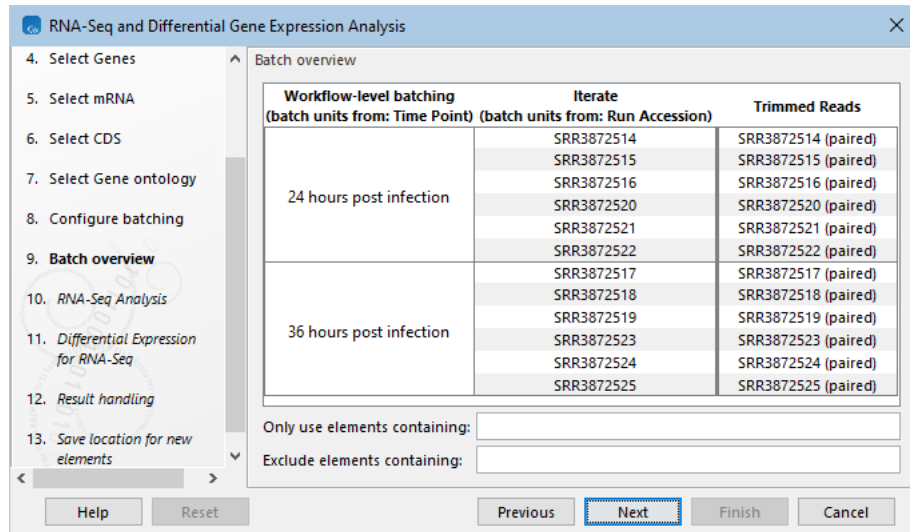 RNA-Seq and Differential Gene Expression Analysis
4. Select Genes
5. Select mRNA
6. Select CDS
7. Select Gene ontology
8. Configure batching
9. Batch overview
10. RNA-Seq Analysis
11. Differential Expression
for RNA-Seq
12. Result handling
13. Save location for new
elements
Batch overview
Workflow-level batching Iterate Trimmed Reads
(batch units from: Time Point) (batch units from: Run Accession)
24 hours post infection
SRR3872514 SRR3872514 (paired)
SRR3872515 SRR3872515 (paired)
SRR3872516 SRR3872516 (paired)
SRR3872520 SRR3872520 (paired)
SRR3872521 SRR3872521 (paired)
SRR3872522 SRR3872522 (paired)
36 hours post infection
SRR3872517 SRR3872517 (paired)
SRR3872518 SRR3872518 (paired)
SRR3872519 SRR3872519 (paired)
SRR3872523 SRR3872523 (paired)
SRR3872524 SRR3872524 (paired)
SRR3872525 SRR3872525 (paired)
Only use elements containing:
Exclude elements containing:
Help Reset Previous Next Finish Cancel